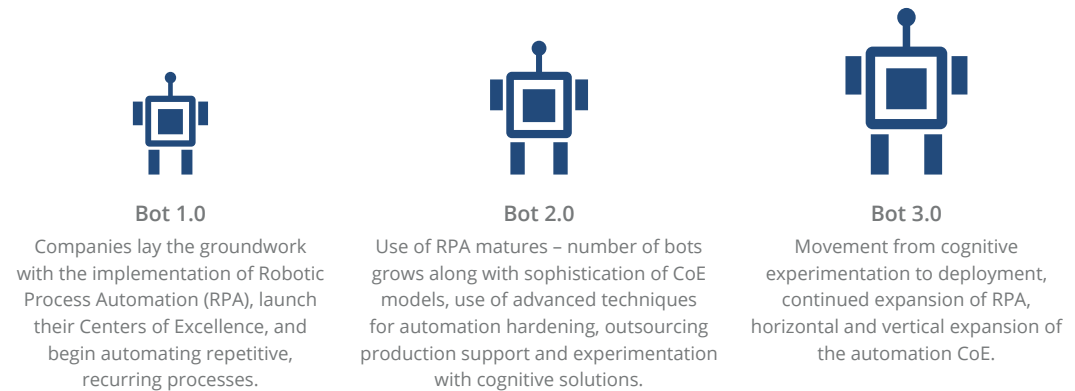 Bot 1.0
Companies lay the groundwork
with the implementation of Robotic
Process Automation (RPA), launch
their Centers of Excellence, and
begin automating repetitive,
recurring processes.
Bot 2.0
Use of RPA matures – number of bots
grows along with sophistication of CoE
models, use of advanced techniques
for automation hardening, outsourcing
production support and experimentation
with cognitive solutions.
Bot 3.0
Movement from cognitive
experimentation to deployment,
continued expansion of RPA,
horizontal and vertical expansion of
the automation CoE.